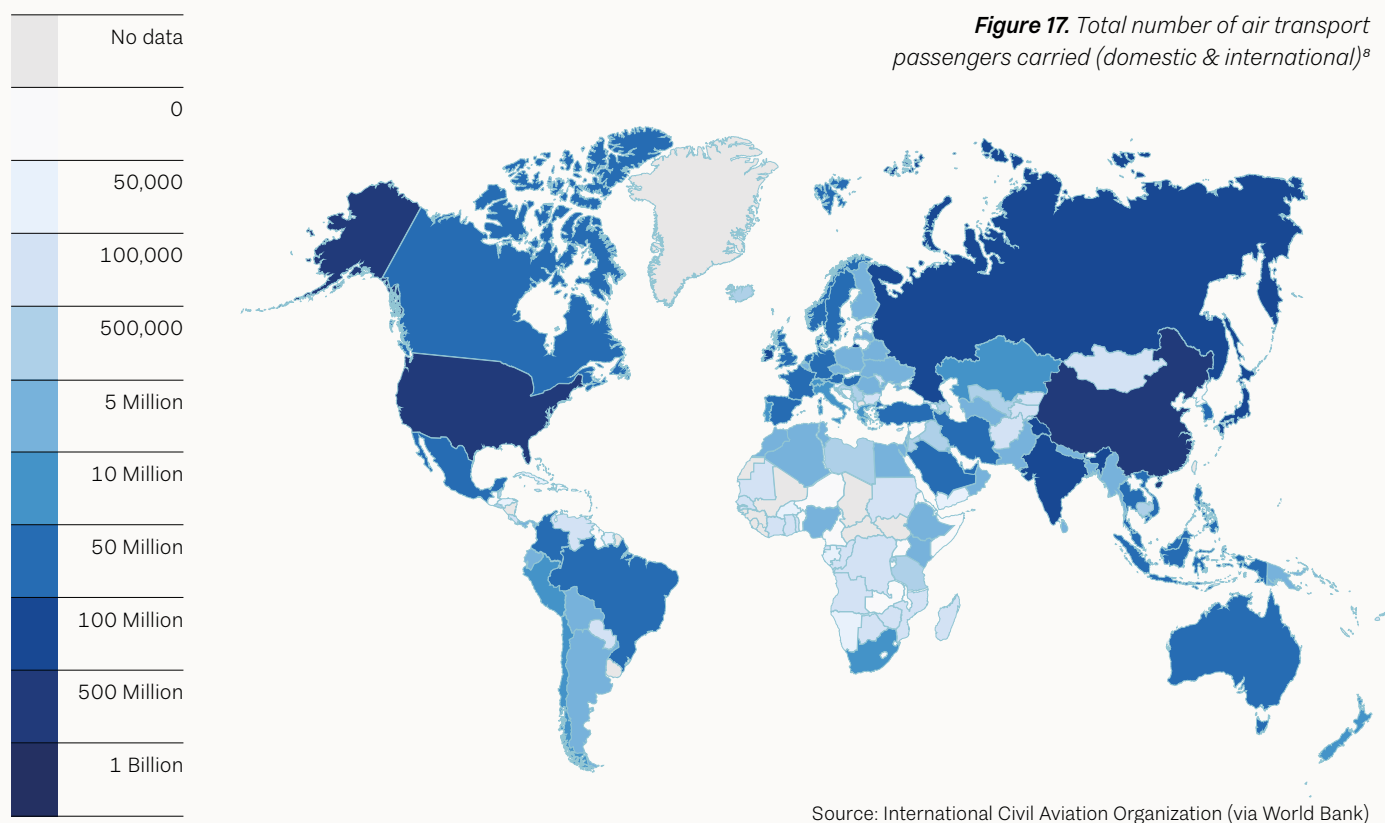 No data
0
50,000
100,000
500,000
5 Million
10 Million
50 Million
100 Million
500 Million
1 Billion
Figure 17. Total number of air transport
passengers carried (domestic & international)⁸
Source: International Civil Aviation Organization (via World Bank)